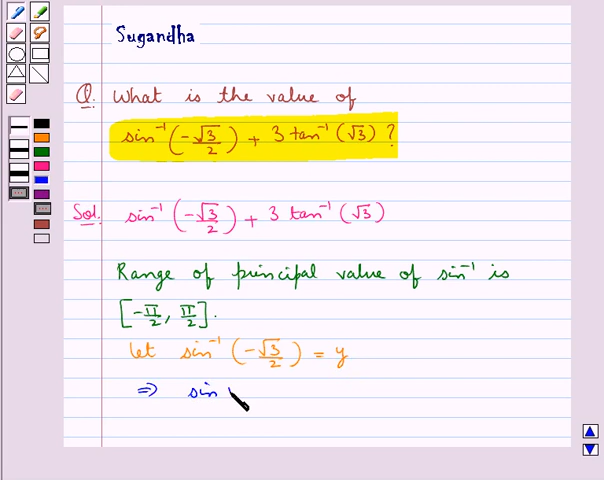 Sugandha
Q. What is the value of
sin⁻¹(-√3/2) + 3 tan⁻¹(√3) ?
Sol. sin⁻¹(-√3/2) + 3 tan⁻¹(√3)
Range of principal value of sin⁻¹ is
[-π/2, π/2].
let sin⁻¹(-√3/2) = y
⇒ sin